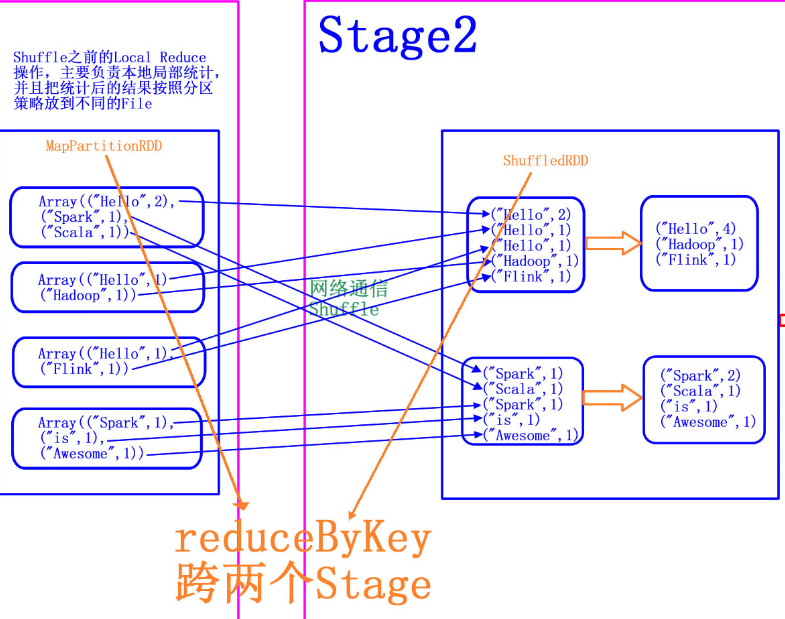 Stage2
Shuffle之前的Local Reduce
操作，主要负责本地局部统计，
并且把统计后的结果按照分区
策略放到不同的File
MapPartitionRDD
ShuffledRDD
Array(("Hello",2),
("Spark",1),
("Scala",1))
Array(("Hello",1)
("Hadoop",1))
Array(("Hello",1),
("Flink",1))
Array(("Spark",1),
("is",1),
("Awesome",1))
网络通信
Shuffle
("Hello",2)
("Hello",1)
("Hello",1)
("Hadoop",1)
("Flink",1)
("Hello",4)
("Hadoop",1)
("Flink",1)
("Spark",1)
("Scala",1)
("Spark",1)
("is",1)
("Awesome",1)
("Spark",2)
("Scala",1)
("is",1)
("Awesome",1)
reduceByKey
跨两个Stage